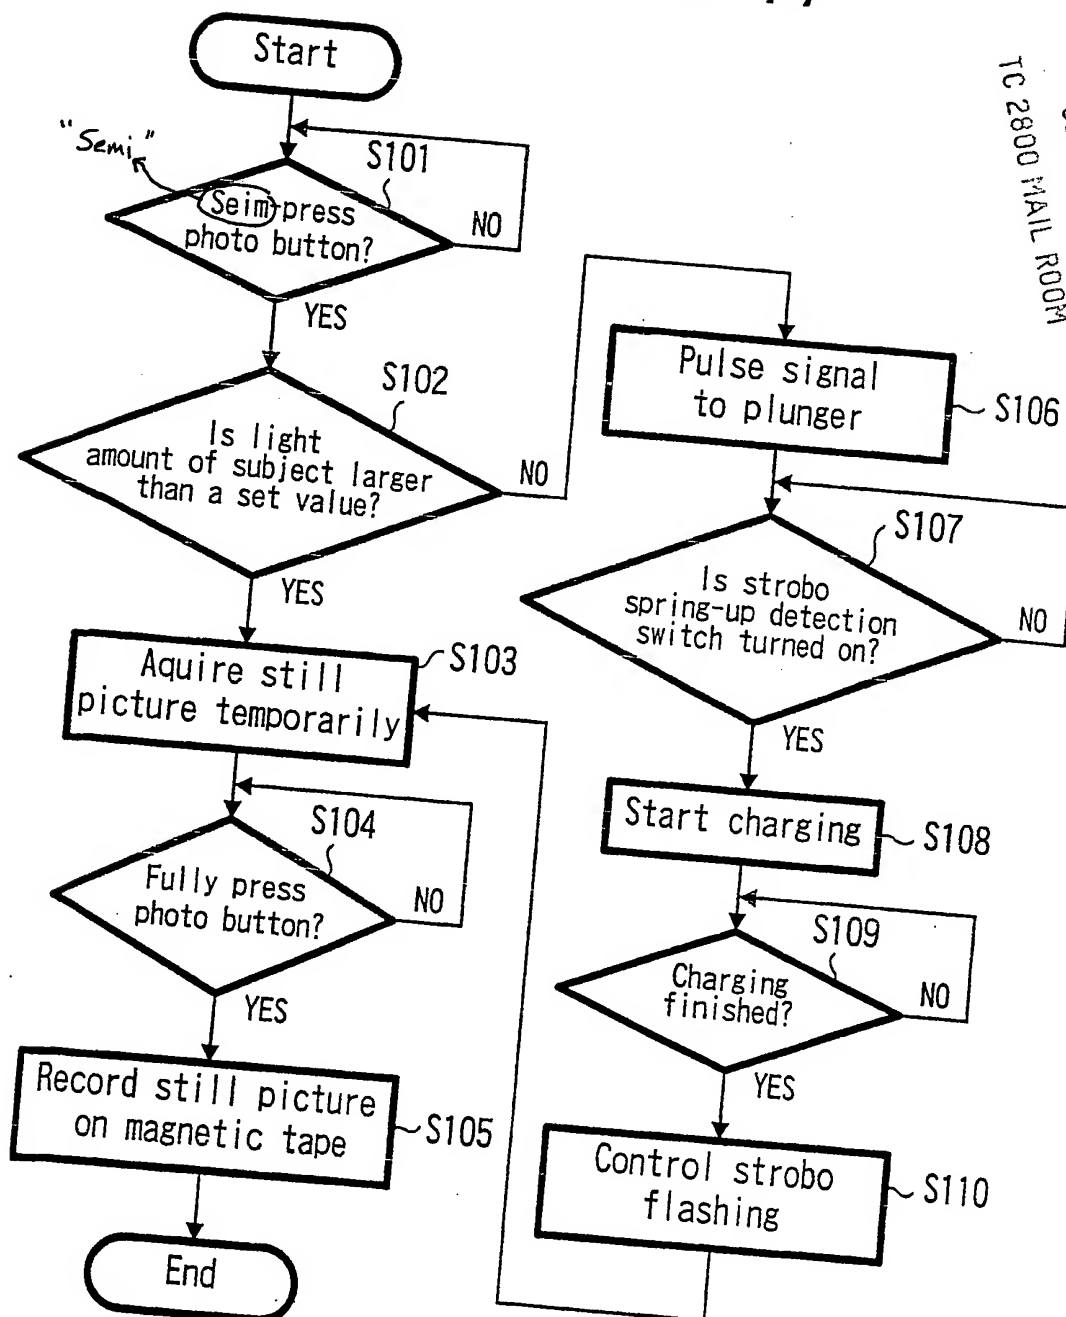 Start
"Semi"
S101
Seim-press
photo button?
NO
YES
S102
Is light
amount of subject larger
than a set value?
NO
YES
S103
Aquire still
picture temporarily
S104
Fully press
photo button?
NO
YES
Record still picture
on magnetic tape
S105
End
Pulse signal
to plunger
S106
S107
Is strobo
spring-up detection
switch turned on?
NO
YES
Start charging
S108
S109
Charging
finished?
NO
YES
Control strobo
flashing
S110
TC 2800 MAIL ROOM